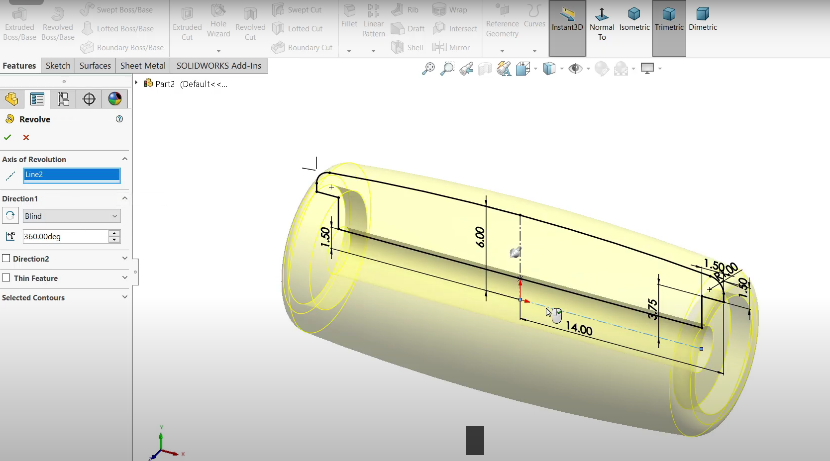 Extruded Boss/Base
Revolved Boss/Base
Swept Boss/Base
Lofted Boss/Base
Boundary Boss/Base
Extruded Cut
Hole Wizard
Revolved Cut
Swept Cut
Lofted Cut
Boundary Cut
Fillet
Linear Pattern
Rib
Draft
Shell
Wrap
Intersect
Mirror
Reference Geometry
Curves
Instant3D
Normal To
Isometric
Trimetric
Dimetric
Features
Sketch
Surfaces
Sheet Metal
SOLIDWORKS Add-Ins
Part2 (Default<<...
Revolve
Axis of Revolution
Line2
Direction1
Blind
360.00deg
Direction2
Thin Feature
Selected Contours
1.50
6.00
14.00
3.75
1.50
1.50
Y
X